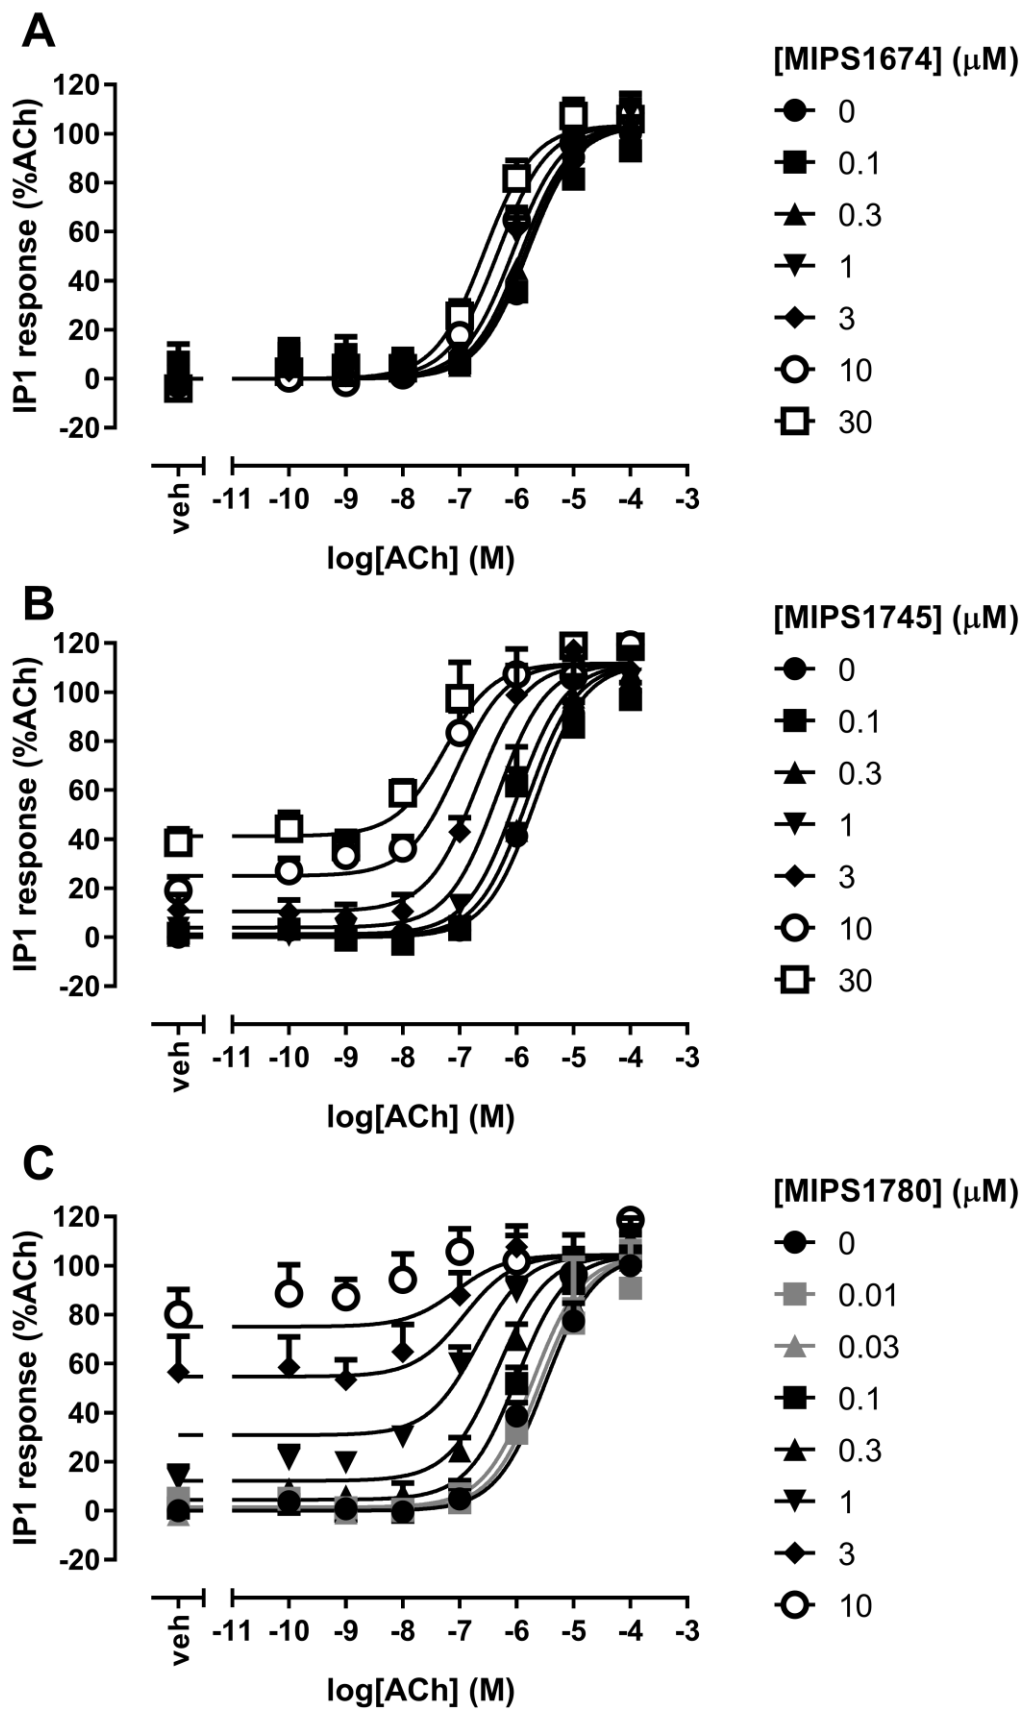 A
[MIPS1674] (μM)
IP1 response (%ACh)
120
100
80
60
40
20
0
-20
0
0.1
0.3
1
3
10
30
veh
-11 -10 -9 -8 -7 -6 -5 -4 -3
log[ACh] (M)
B
[MIPS1745] (μM)
IP1 response (%ACh)
120
100
80
60
40
20
0
-20
0
0.1
0.3
1
3
10
30
veh
-11 -10 -9 -8 -7 -6 -5 -4 -3
log[ACh] (M)
C
[MIPS1780] (μM)
IP1 response (%ACh)
120
100
80
60
40
20
0
-20
0
0.01
0.03
0.1
0.3
1
3
10
veh
-11 -10 -9 -8 -7 -6 -5 -4 -3
log[ACh] (M)